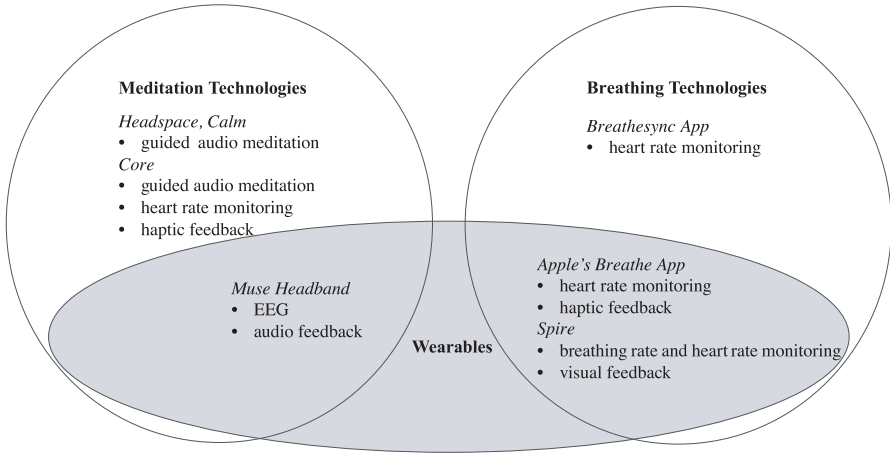 Meditation Technologies
Headspace, Calm
• guided audio meditation
Core
• guided audio meditation
• heart rate monitoring
• haptic feedback
Muse Headband
• EEG
• audio feedback
Wearables
Breathing Technologies
Breathesync App
• heart rate monitoring
Apple's Breathe App
• heart rate monitoring
• haptic feedback
Spire
• breathing rate and heart rate monitoring
• visual feedback